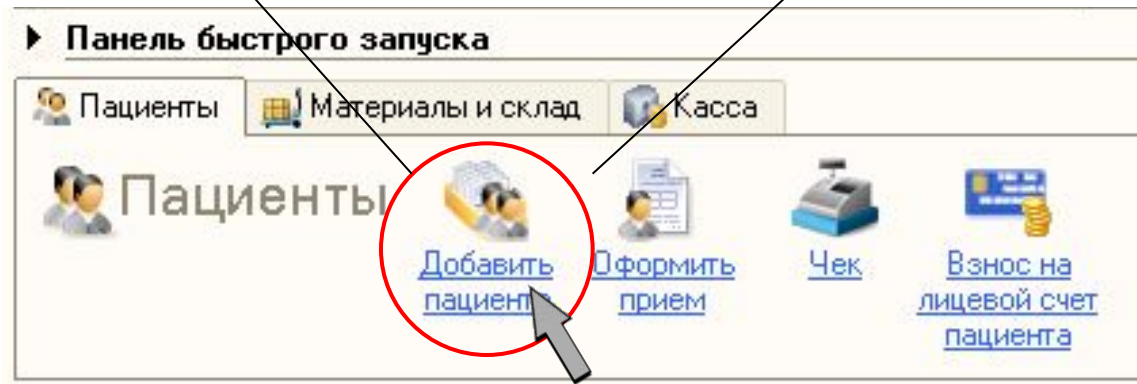 Панель быстрого запуска
Пациенты Материалы и склад Касса
Пациенты
Добавить пациента
Оформить прием
Чек
Взнос на лицевой счет пациента